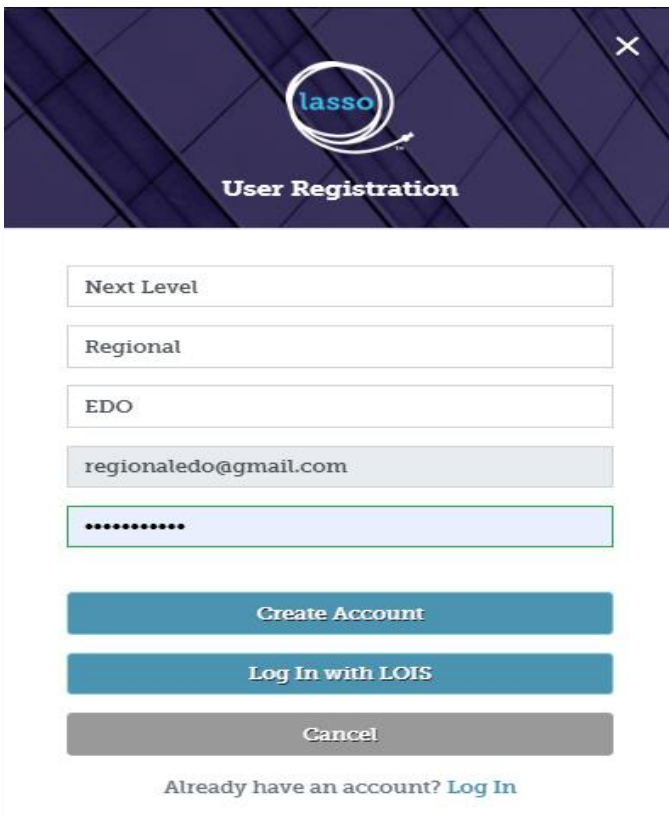 lasso
User Registration
Next Level
Regional
EDO
regionaledo@gmail.com
•••••••••••
Create Account
Log In with LOIS
Cancel
Already have an account? Log In